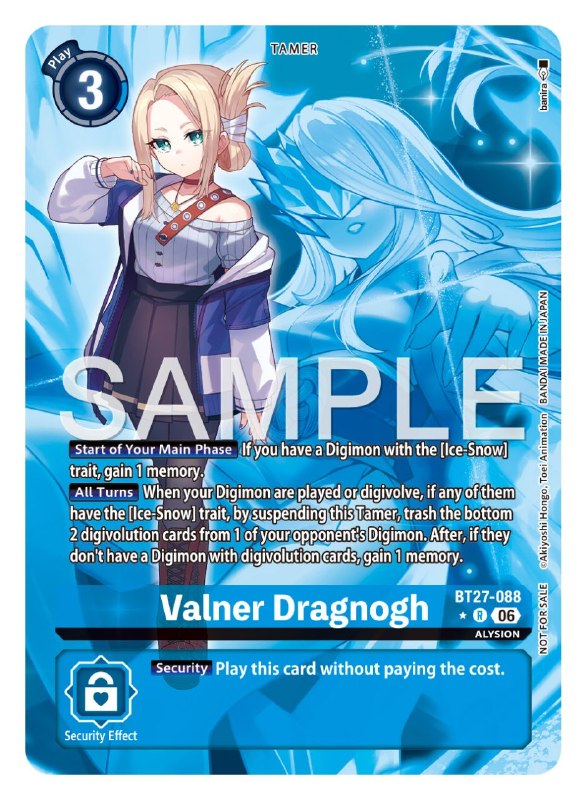 TAMER
Play
3
banira
SAMPLE
Start of Your Main Phase If you have a Digimon with the [Ice-Snow]
trait, gain 1 memory.
All Turns When your Digimon are played or digivolve, if any of them
have the [Ice-Snow] trait, by suspending this Tamer, trash the bottom
2 digivolution cards from 1 of your opponent's Digimon. After, if they
don't have a Digimon with digivolution cards, gain 1 memory.
©Akiyoshi Hongo, Toei Animation BANDAI MADE IN JAPAN
NOT FOR SALE
Valner Dragnogh
BT27-088
★ R 06
ALYSION
Security Play this card without paying the cost.
Security Effect